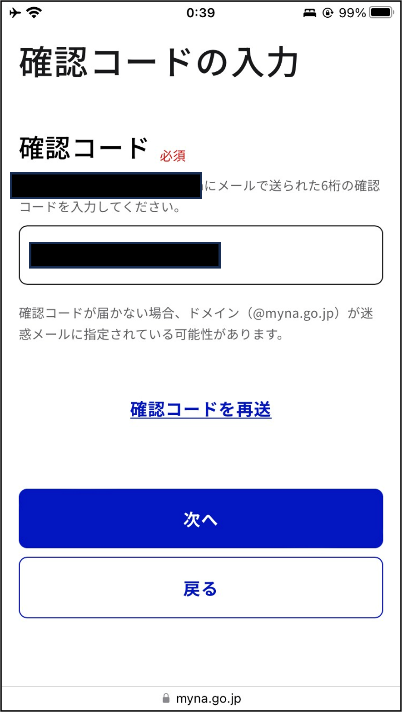 0:39
99%
確認コードの入力
確認コード 必須
にメールで送られた6桁の確認
コードを入力してください。
確認コードが届かない場合、ドメイン（@myna.go.jp）が迷
惑メールに指定されている可能性があります。
確認コードを再送
次へ
戻る
myna.go.jp